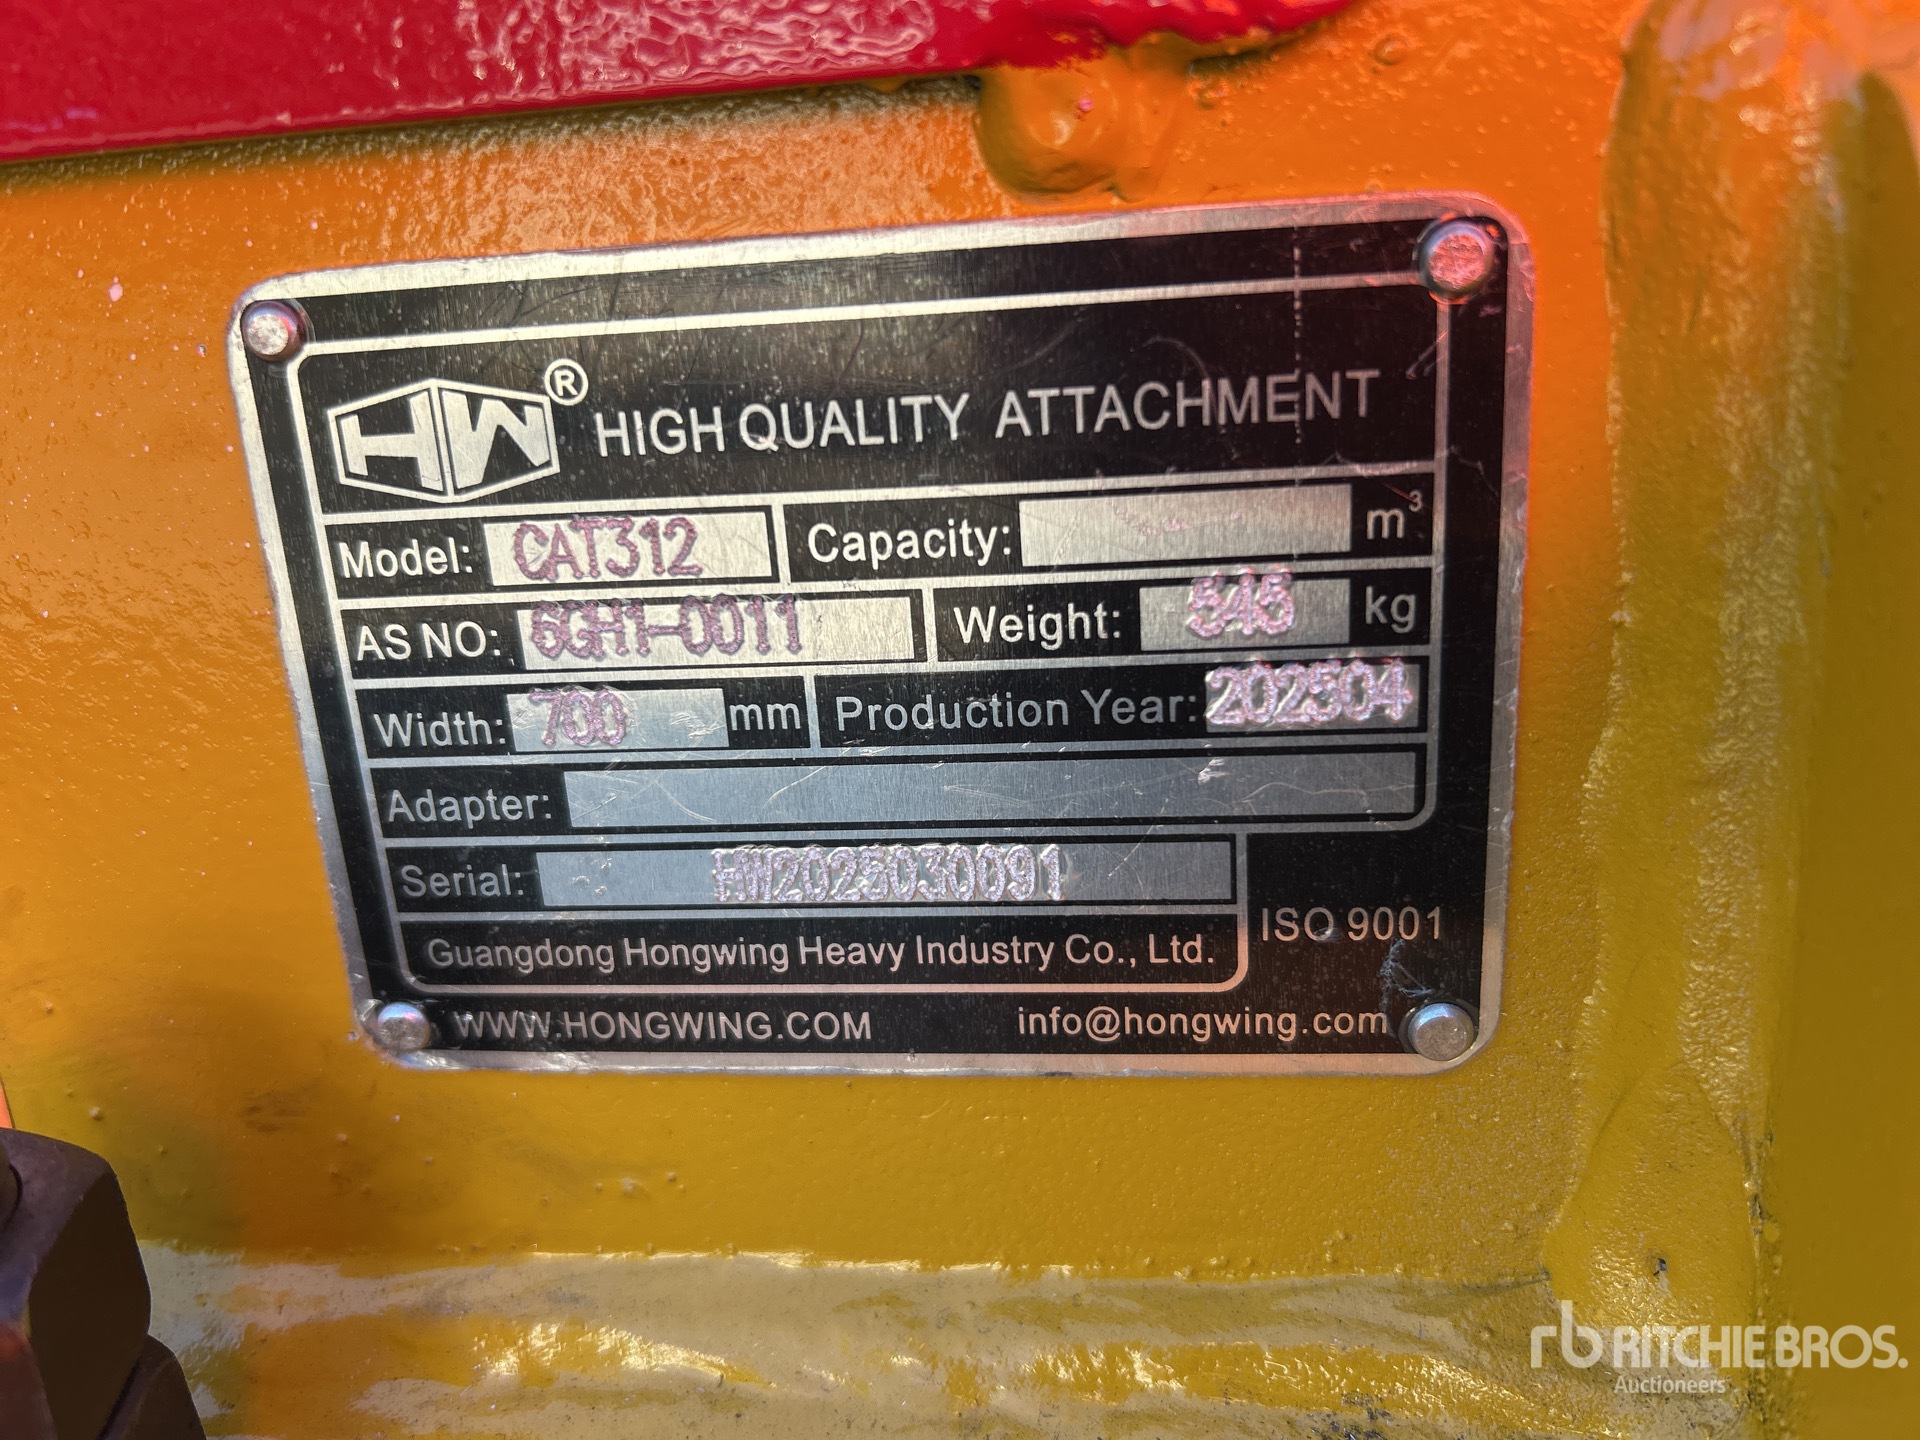 HW® HIGH QUALITY ATTACHMENT
Model: CAT312 Capacity: m³
AS NO: 6GH1-0011 Weight: 545 kg
Width: 700 mm Production Year: 202504
Adapter:
Serial: HW2025030091
ISO 9001
Guangdong Hongwing Heavy Industry Co., Ltd.
WWW.HONGWING.COM info@hongwing.com
rb RITCHIE BROS.
Auctioneers